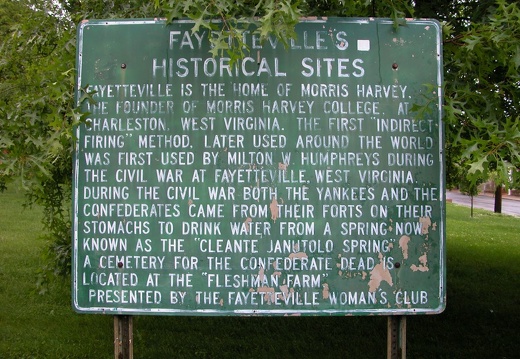 FAYETTEVILLE'S
HISTORICAL SITES
FAYETTEVILLE IS THE HOME OF MORRIS HARVEY,
THE FOUNDER OF MORRIS HARVEY COLLEGE, AT
CHARLESTON, WEST VIRGINIA. THE FIRST "INDIRECT
FIRING" METHOD, LATER USED AROUND THE WORLD
WAS FIRST USED BY MILTON W. HUMPHREYS DURING
THE CIVIL WAR AT FAYETTEVILLE, WEST VIRGINIA.
DURING THE CIVIL WAR BOTH THE YANKEES AND THE
CONFEDERATES CAME FROM THEIR FORTS ON THEIR
STOMACHS TO DRINK WATER FROM A SPRING NOW
KNOWN AS THE "CLEANTE JANUTOLO SPRING"
A CEMETERY FOR THE CONFEDERATE DEAD IS
LOCATED AT THE "FLESHMAN FARM"
PRESENTED BY THE FAYETTEVILLE WOMAN'S CLUB